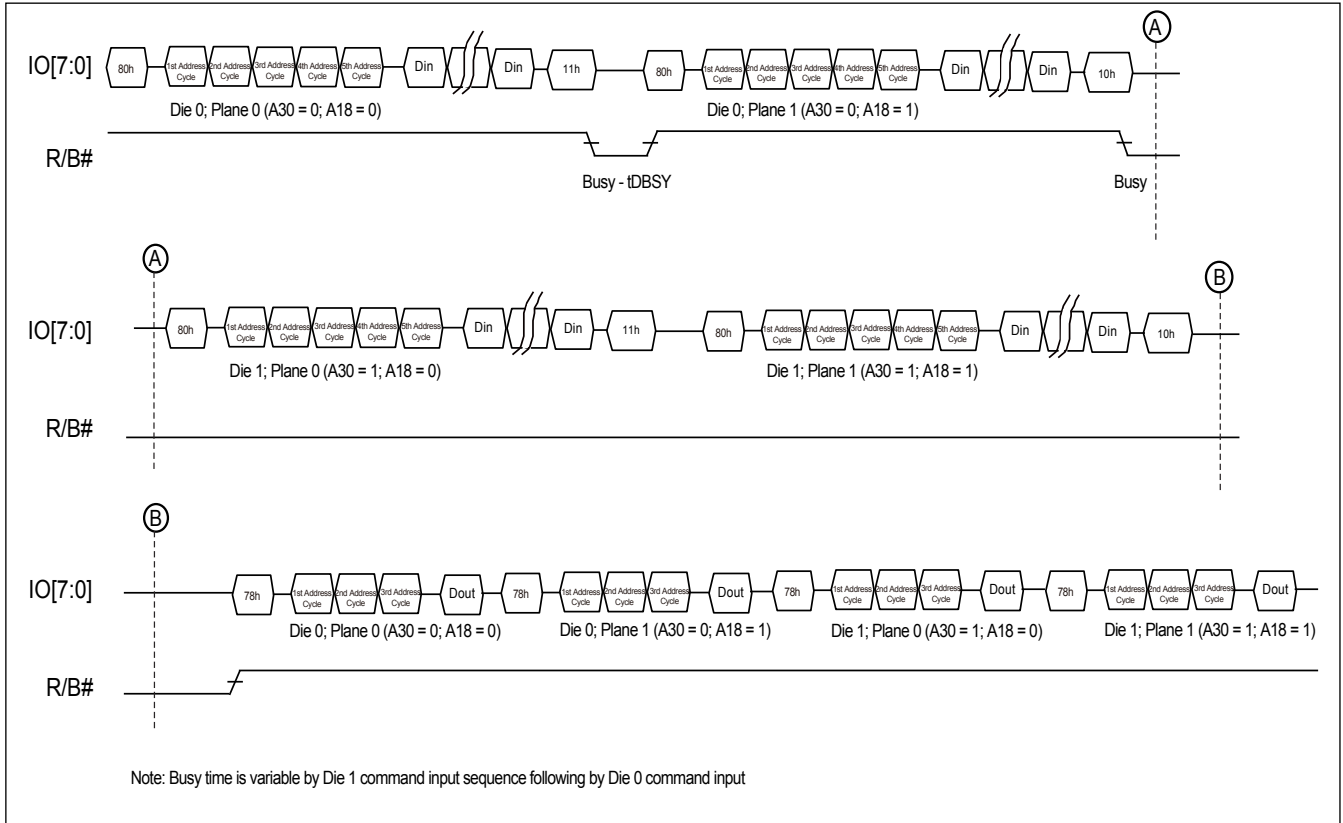 A
IO[7:0] 80h 1st Address Cycle 2nd Address Cycle 3rd Address Cycle 4th Address Cycle 5th Address Cycle Din Din 11h 80h 1st Address Cycle 2nd Address Cycle 3rd Address Cycle 4th Address Cycle 5th Address Cycle Din Din 10h
Die 0; Plane 0 (A30 = 0; A18 = 0) Die 0; Plane 1 (A30 = 0; A18 = 1)
R/B#
Busy - tDBSY Busy
A B
IO[7:0] 80h 1st Address Cycle 2nd Address Cycle 3rd Address Cycle 4th Address Cycle 5th Address Cycle Din Din 11h 80h 1st Address Cycle 2nd Address Cycle 3rd Address Cycle 4th Address Cycle 5th Address Cycle Din Din 10h
Die 1; Plane 0 (A30 = 1; A18 = 0) Die 1; Plane 1 (A30 = 1; A18 = 1)
R/B#
B
IO[7:0] 78h 1st Address Cycle 2nd Address Cycle 3rd Address Cycle Dout 78h 1st Address Cycle 2nd Address Cycle 3rd Address Cycle Dout 78h 1st Address Cycle 2nd Address Cycle 3rd Address Cycle Dout 78h 1st Address Cycle 2nd Address Cycle 3rd Address Cycle Dout
Die 0; Plane 0 (A30 = 0; A18 = 0) Die 0; Plane 1 (A30 = 0; A18 = 1) Die 1; Plane 0 (A30 = 1; A18 = 0) Die 1; Plane 1 (A30 = 1; A18 = 1)
R/B#
Note: Busy time is variable by Die 1 command input sequence following by Die 0 command input